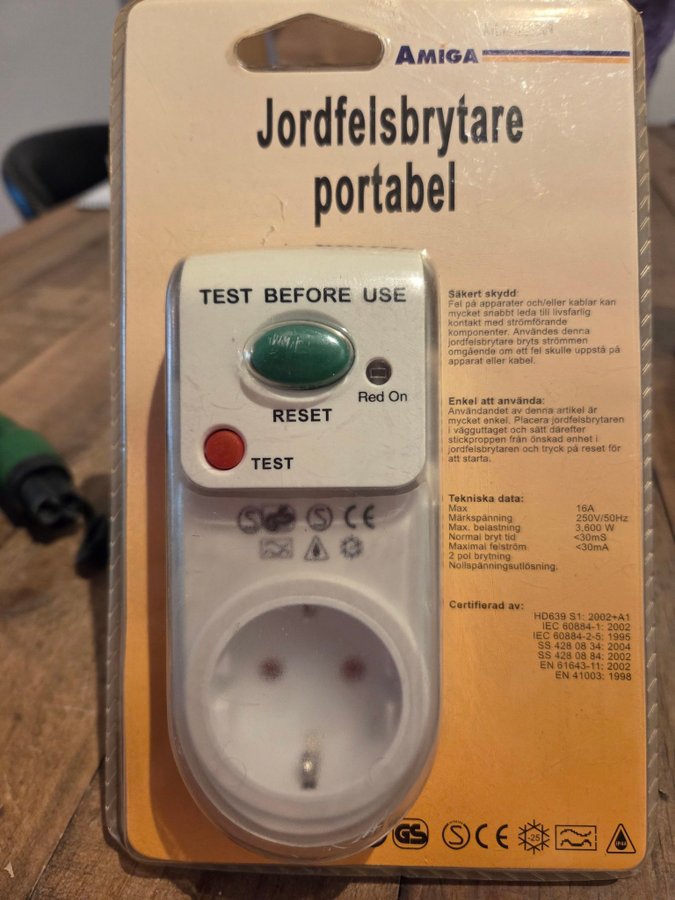 AMIGA
Jordfelsbrytare
portabel
TEST BEFORE USE
RESET
Red On
TEST
Säkert skydd:
Fel på apparater och/eller kablar kan
mycket snabbt leda till livsfarlig
kontakt med strömförande
komponenter. Användes denna
jordfelsbrytare bryts strömmen
omgående om ett fel skulle uppstå på
apparat eller kabel.
Enkel att använda:
Användandet av denna artikel är
mycket enkel. Placera jordfelsbrytaren
i vägguttaget och sätt därefter
stickproppen från önskad enhet i
jordfelsbrytaren och tryck på reset för
att starta.
Tekniska data:
Max 16A
Märkspänning 250V/50Hz
Max. belastning 3,600 W
Normal bryt tid <30mS
Maximal felström <30mA
2 pol brytning
Nollspänningsutlösning.
Certifierad av:
HD639 S1: 2002+A1
IEC 60884-1: 2002
IEC 60884-2-5: 1995
SS 428 08 34: 2004
SS 428 08 84: 2002
EN 61643-11: 2002
EN 41003: 1998
S GS S CE
GS S CE -25 IP44